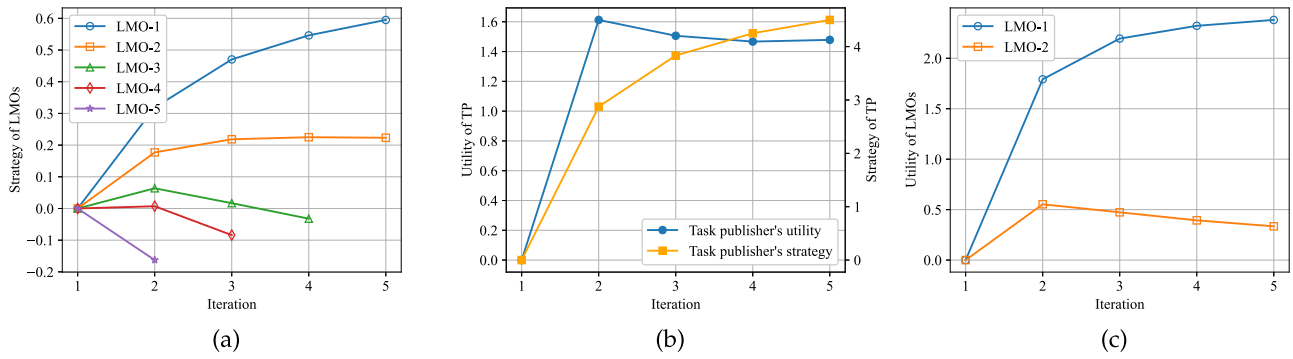 LMO-1
LMO-2
LMO-3
LMO-4
LMO-5
Strategy of LMOs
0.6
0.5
0.4
0.3
0.2
0.1
0.0
−0.1
−0.2
1 2 3 4 5
Iteration
(a)
Utility of TP
1.6
1.4
1.2
1.0
0.8
0.6
0.4
0.2
0.0
Task publisher's utility
Task publisher's strategy
4
3
2
1
0
Strategy of TP
1 2 3 4 5
Iteration
(b)
LMO-1
LMO-2
Utility of LMOs
2.0
1.5
1.0
0.5
0.0
1 2 3 4 5
Iteration
(c)